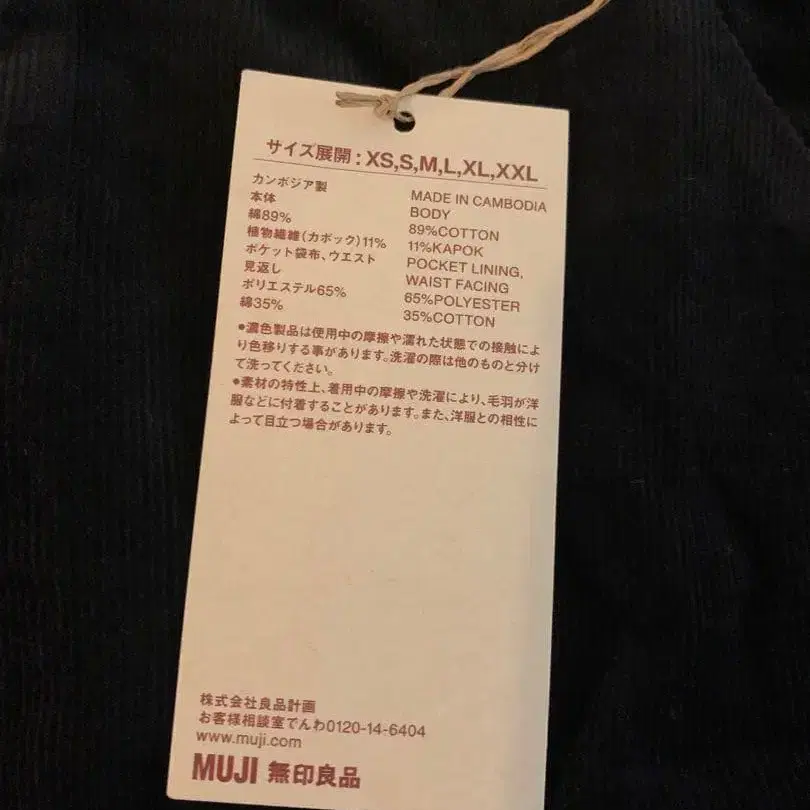 サイズ展開：XS,S,M,L,XL,XXL
カンボジア製
本体
綿89%
植物繊維（カポック）11%
ポケット袋布、ウエスト
見返し
ポリエステル65%
綿35%
MADE IN CAMBODIA
BODY
89%COTTON
11%KAPOK
POCKET LINING,
WAIST FACING
65%POLYESTER
35%COTTON
●濃色製品は使用中の摩擦や濡れた状態での接触によ
り色移りする事があります。洗濯の際は他のものと分け
て洗ってください。
●素材の特性上、着用中の摩擦や洗濯により、毛羽が洋
服などに付着することがあります。また、洋服との相性に
よって目立つ場合があります。
株式会社良品計画
お客様相談室でんわ0120-14-6404
www.muji.com
MUJI 無印良品